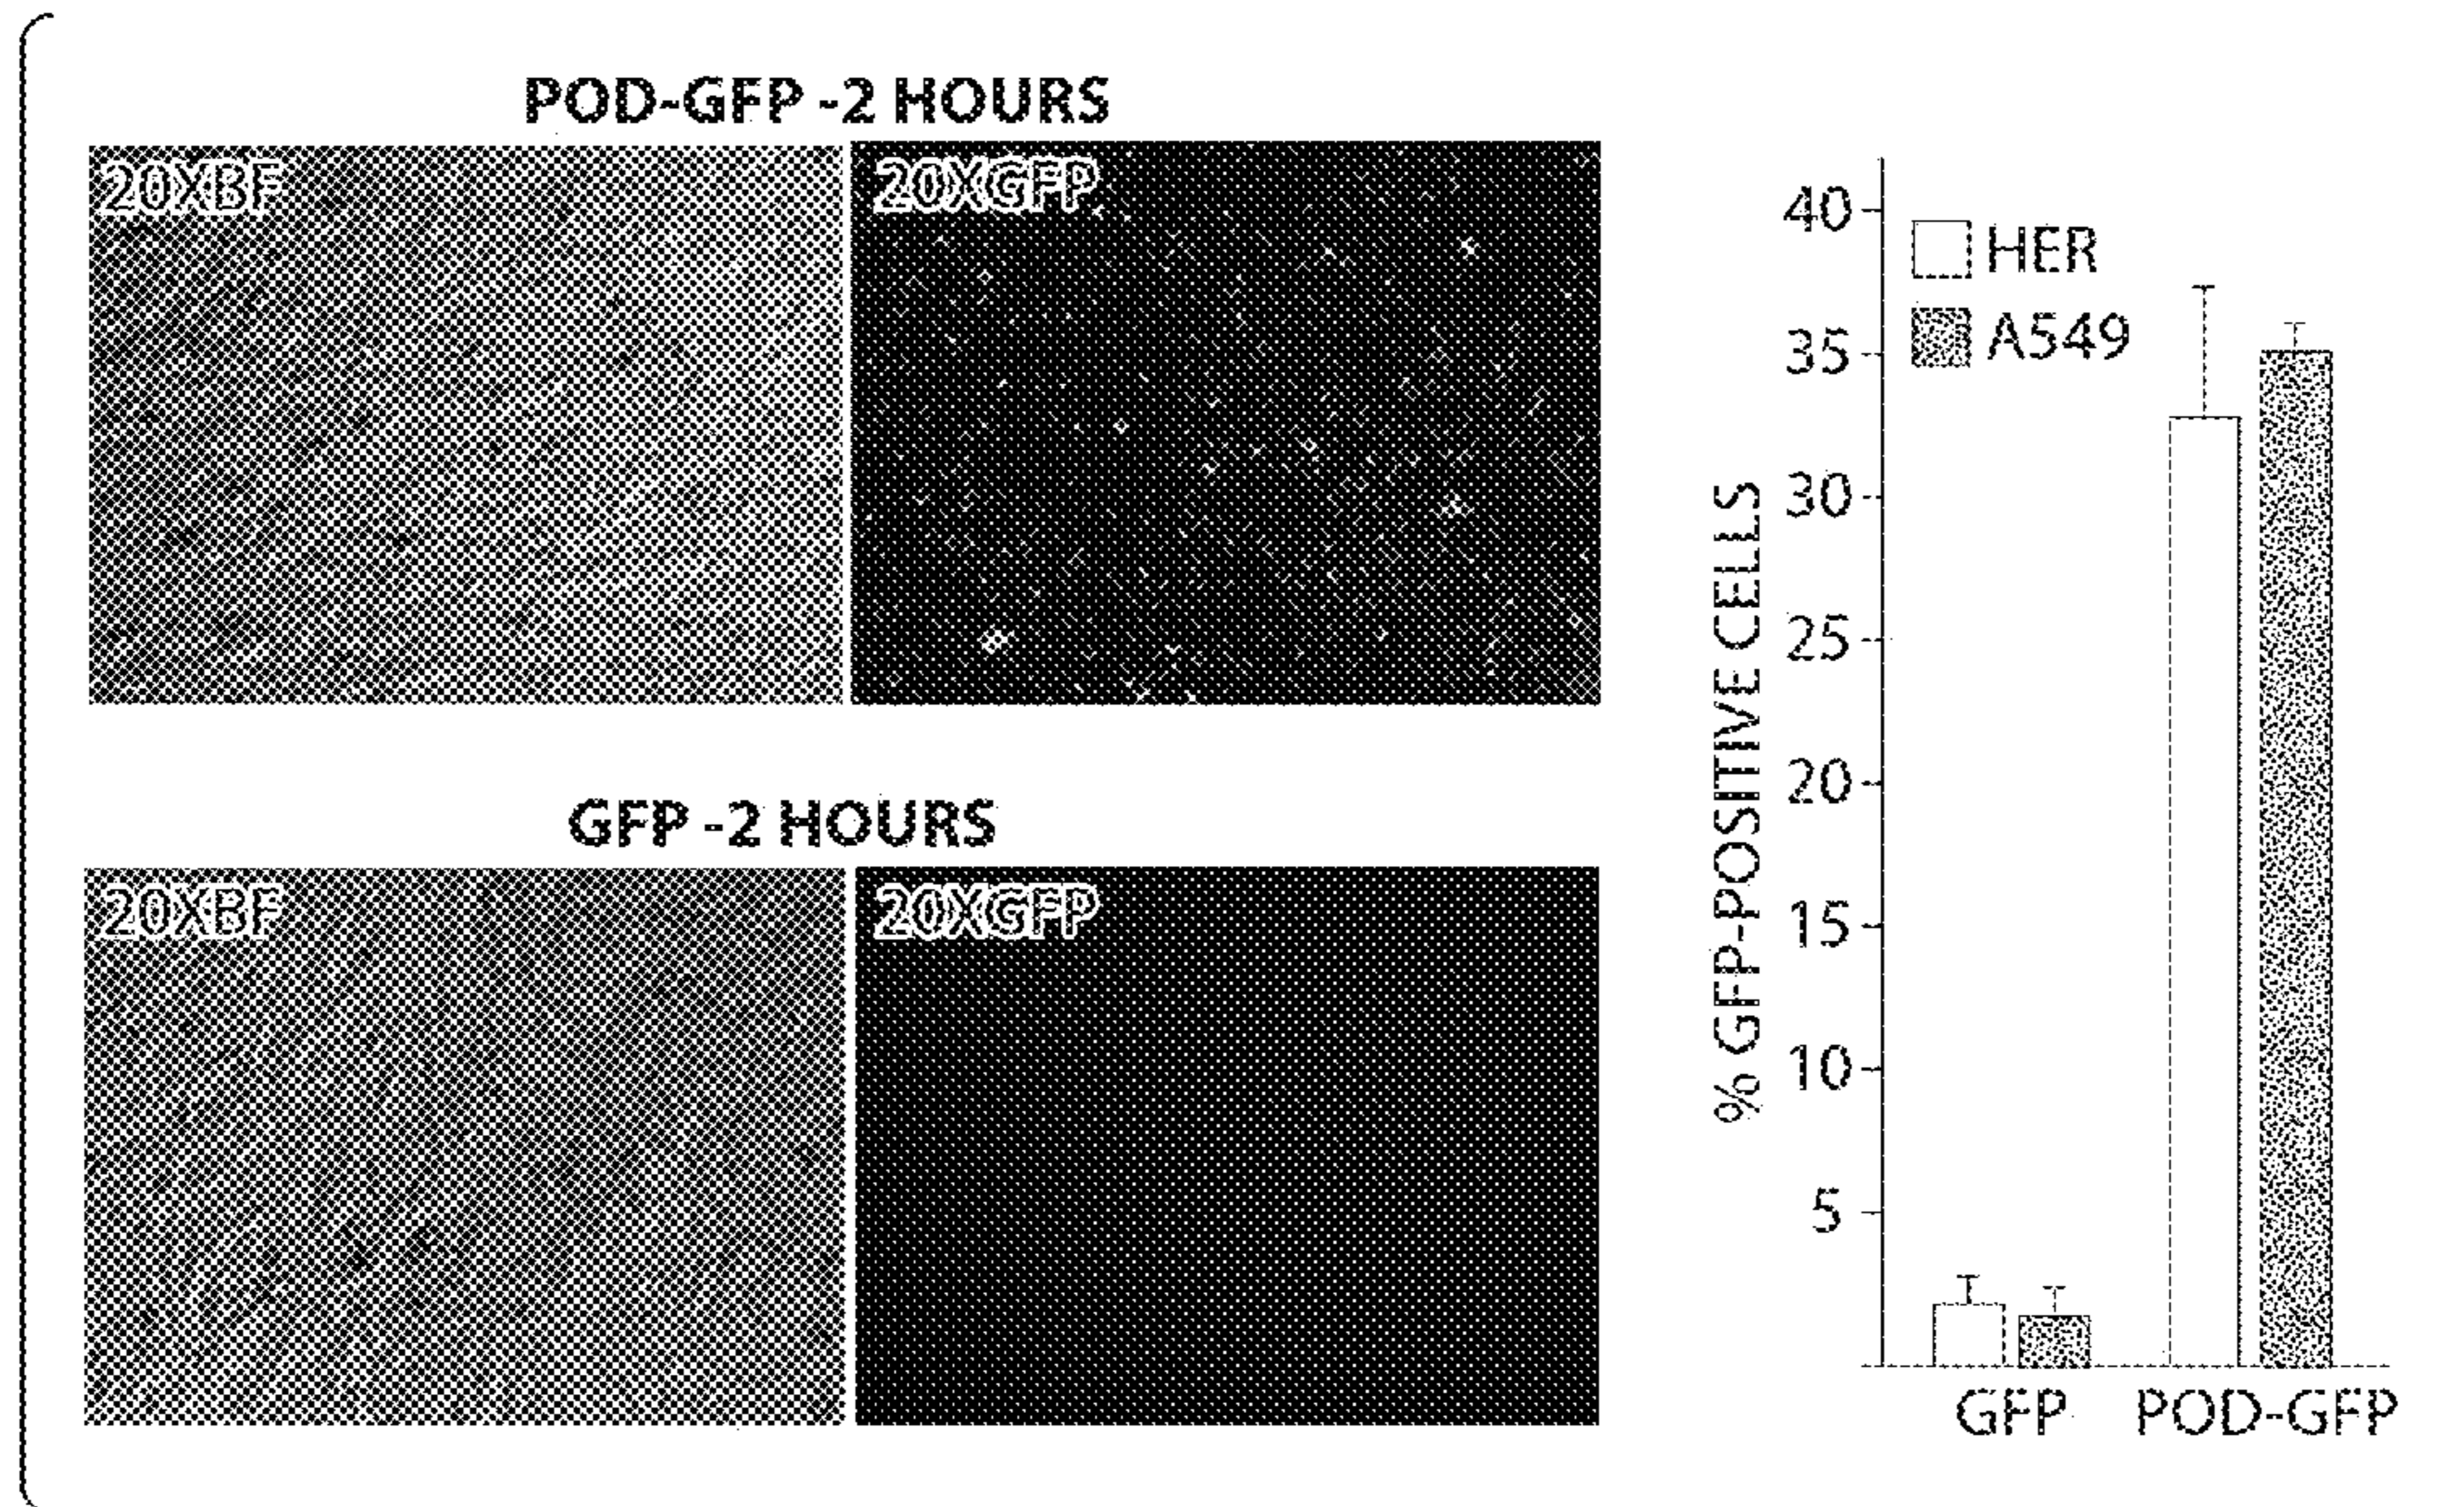 POD-GFP -2 HOURS
20XBF
20XGFP
GFP -2 HOURS
20XBF
20XGFP
% GFP-POSITIVE CELLS
40
35
30
25
20
15
10
5
HER
A549
GFP
POD-GFP